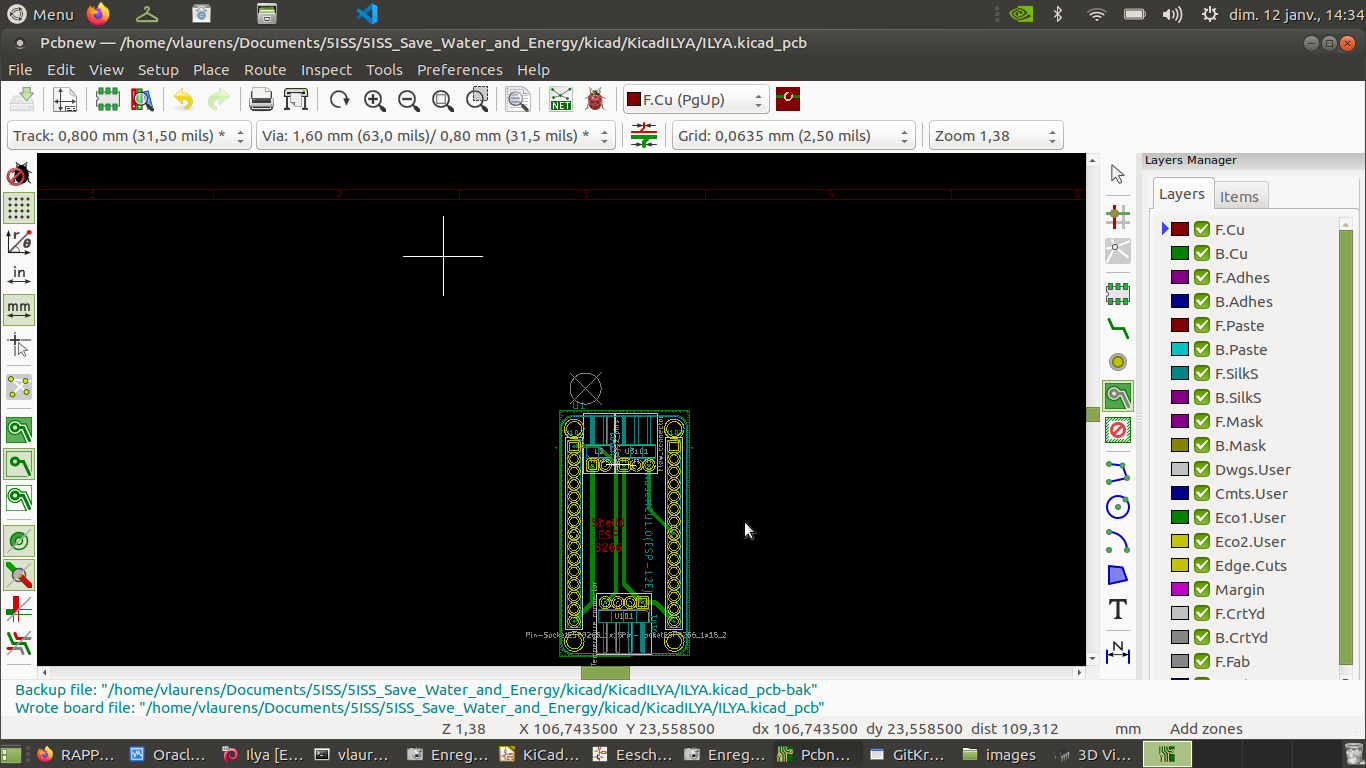 Menu
dim. 12 janv., 14:34
Pcbnew — /home/vlaurens/Documents/5ISS/5ISS_Save_Water_and_Energy/kicad/KicadILYA/ILYA.kicad_pcb
File Edit View Setup Place Route Inspect Tools Preferences Help
NET
F.Cu (PgUp)
Track: 0,800 mm (31,50 mils) *
Via: 1,60 mm (63,0 mils)/ 0,80 mm (31,5 mils) *
Grid: 0,0635 mm (2,50 mils)
Zoom 1,38
r/θ
in
mm
1 2 3 4 5
U1
U3101
Shield
ESP
8266
U101
Layers Manager
Layers
Items
F.Cu
B.Cu
F.Adhes
B.Adhes
F.Paste
B.Paste
F.SilkS
B.SilkS
F.Mask
B.Mask
Dwgs.User
Cmts.User
Eco1.User
Eco2.User
Edge.Cuts
Margin
F.CrtYd
B.CrtYd
F.Fab
T
N
Backup file: "/home/vlaurens/Documents/5ISS/5ISS_Save_Water_and_Energy/kicad/KicadILYA/ILYA.kicad_pcb-bak"
Wrote board file: "/home/vlaurens/Documents/5ISS/5ISS_Save_Water_and_Energy/kicad/KicadILYA/ILYA.kicad_pcb"
Z 1,38 X 106,743500 Y 23,558500 dx 106,743500 dy 23,558500 dist 109,312 mm Add zones
RAPP... Oracl... Ilya [E... vlaur... Enreg... KiCad... Eesch... Enreg... Pcbn... GitKr... images 3D Vi...